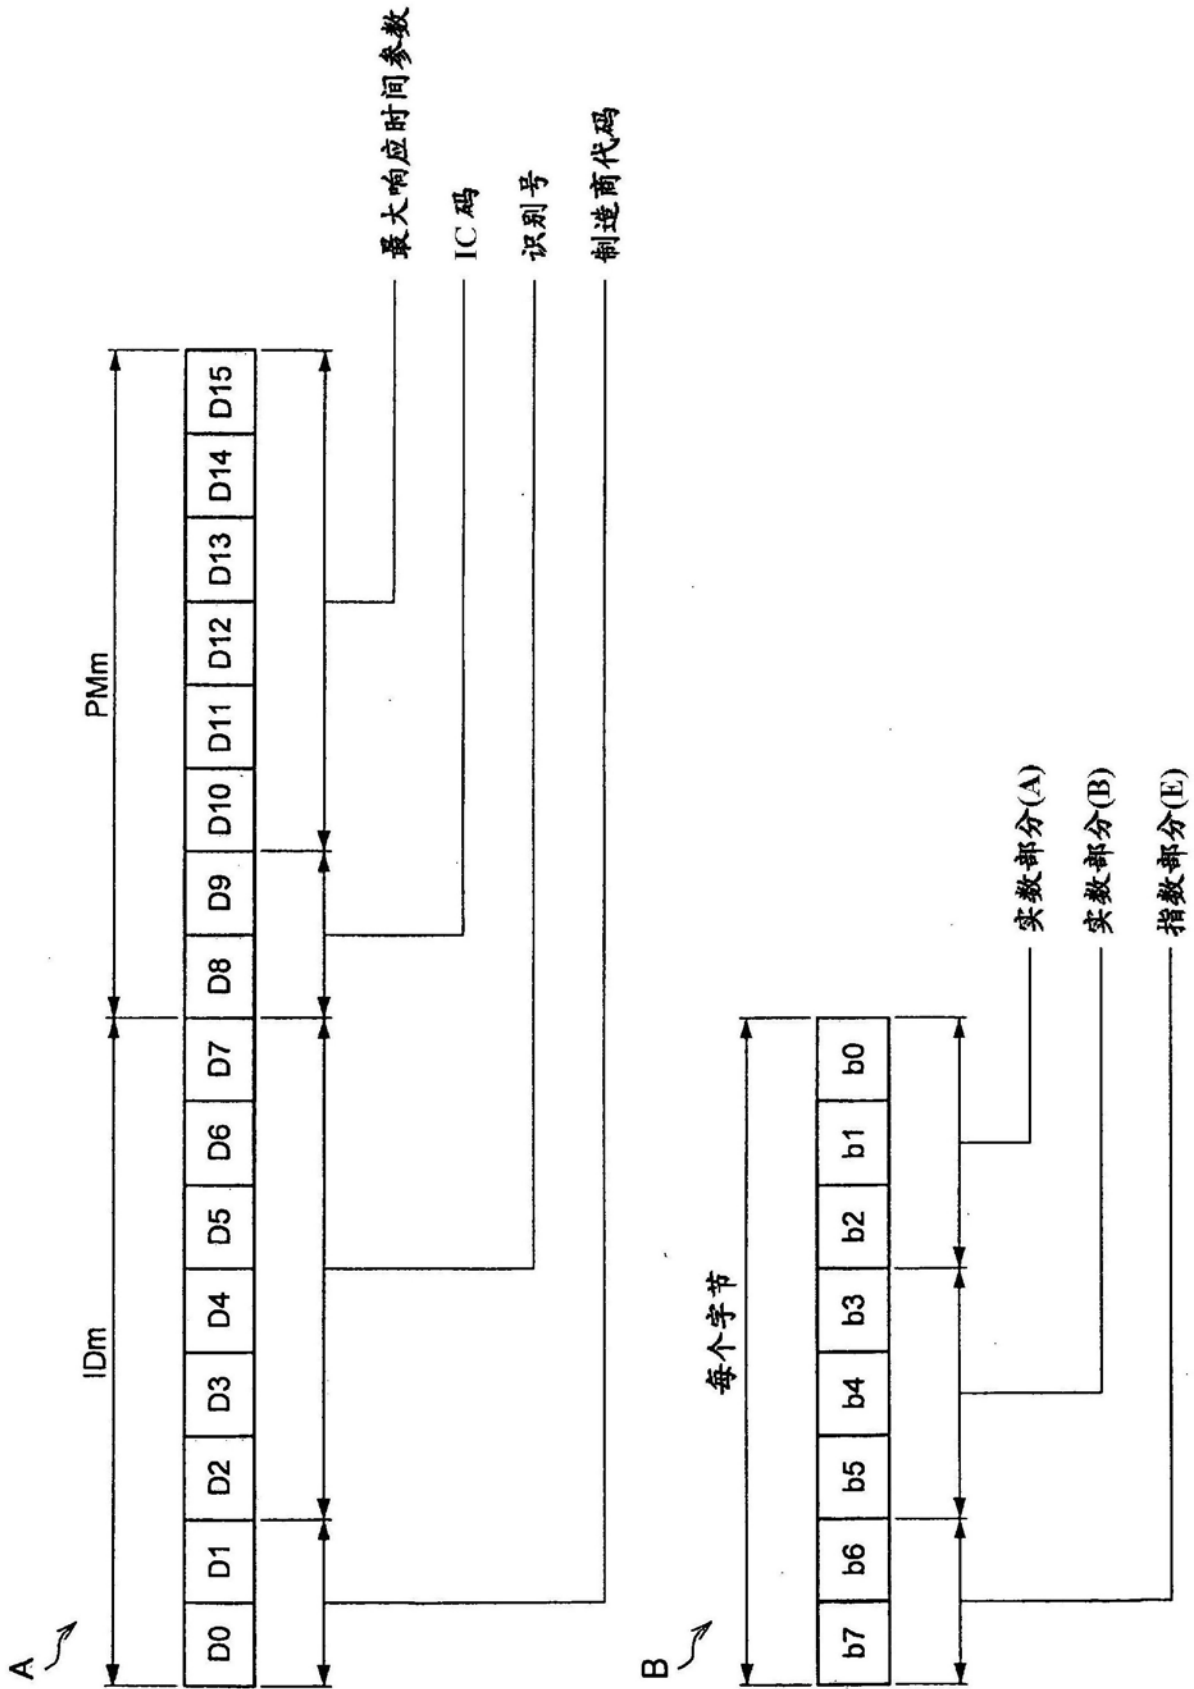 A
IDm
PMm
D0 D1 D2 D3 D4 D5 D6 D7 D8 D9 D10 D11 D12 D13 D14 D15
最大响应时间参数
IC 码
识别号
制造商代码
B
每个字节
b7 b6 b5 b4 b3 b2 b1 b0
实数部分(A)
实数部分(B)
指数部分(E)